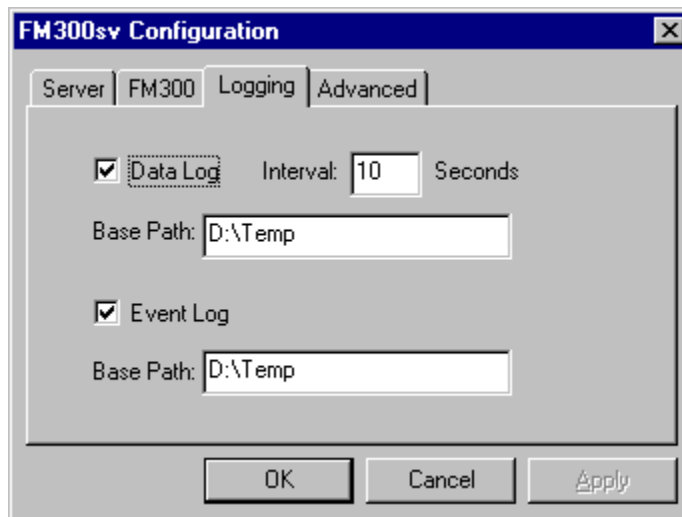 FM300sv Configuration
Server FM300 Logging Advanced
Data Log Interval: 10 Seconds
Base Path: D:\Temp
Event Log
Base Path: D:\Temp
OK Cancel Apply